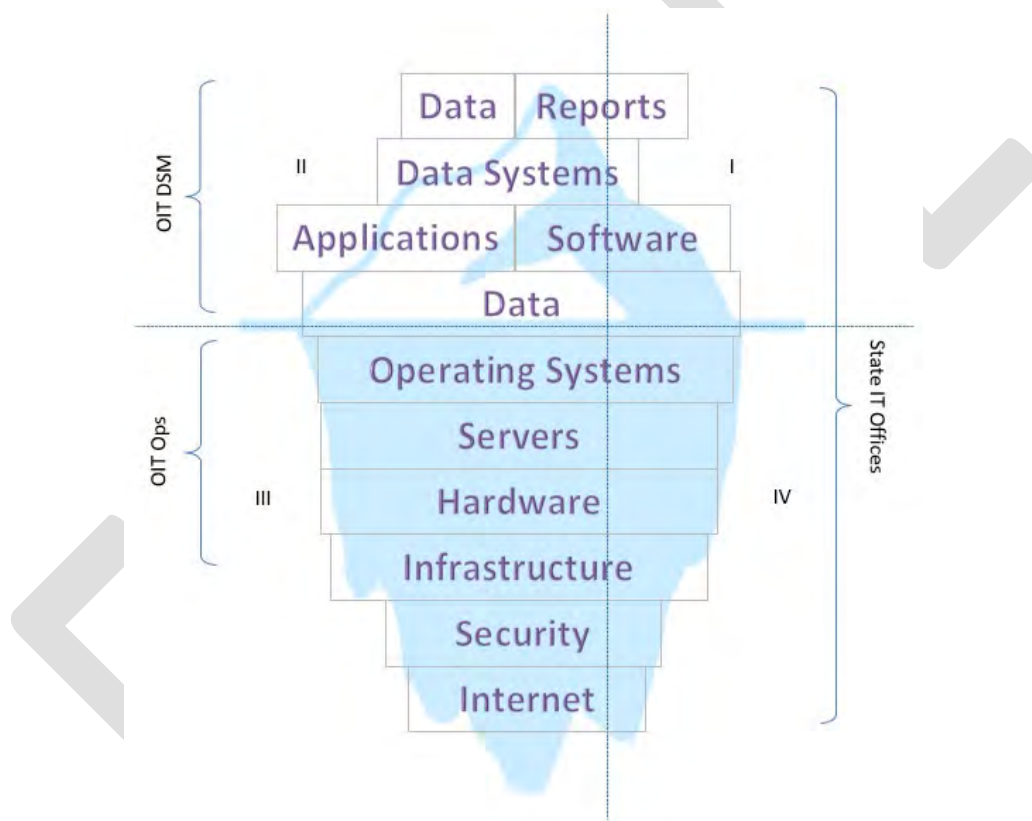 Data Reports
Data Systems
II
I
OIT DSM
Applications Software
Data
Operating Systems
State IT Offices
Servers
OIT Ops
III
Hardware
IV
Infrastructure
Security
Internet